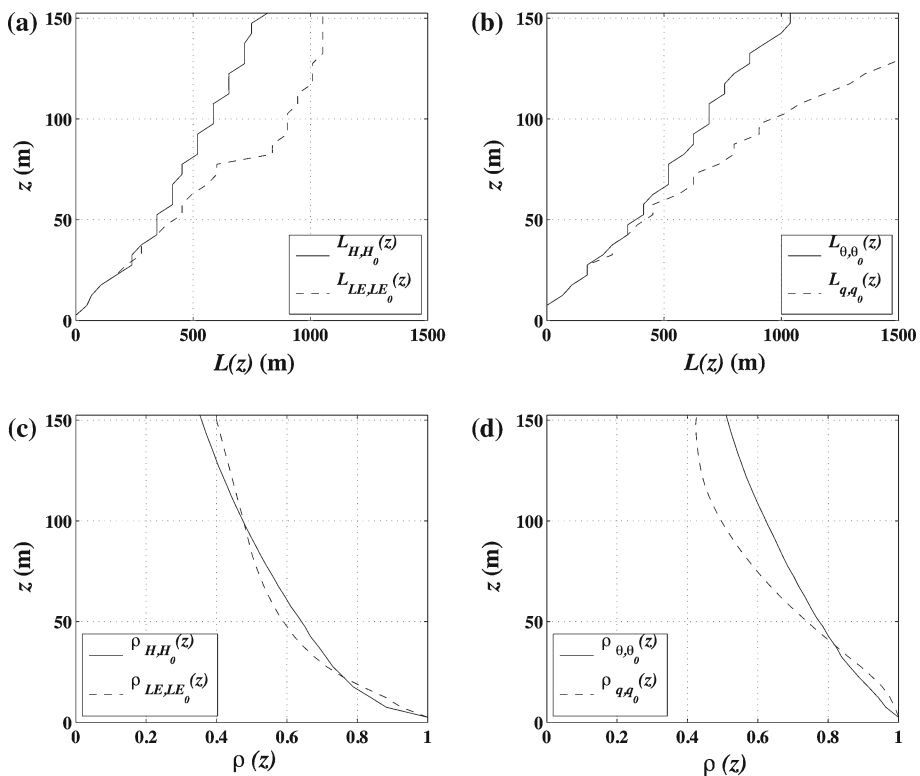 (a)
150
100
50
0
z (m)
L_{H,H_0}(z)
L_{LE,LE_0}(z)
0 500 1000 1500
L(z) (m)
(b)
150
100
50
0
z (m)
L_{θ,θ_0}(z)
L_{q,q_0}(z)
0 500 1000 1500
L(z) (m)
(c)
150
100
50
0
z (m)
ρ_{H,H_0}(z)
ρ_{LE,LE_0}(z)
0 0.2 0.4 0.6 0.8 1
ρ (z)
(d)
150
100
50
0
z (m)
ρ_{θ,θ_0}(z)
ρ_{q,q_0}(z)
0 0.2 0.4 0.6 0.8 1
ρ (z)